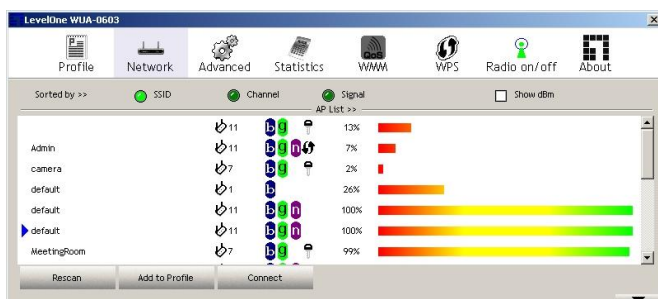 LevelOne WUA-0603
Profile Network Advanced Statistics QoS WMM WPS Radio on/off About
Sorted by >> SSID Channel Signal Show dBm
AP List >>
11 b g 13%
Admin 11 b g n 7%
camera 7 b g 2%
default 1 b 26%
default 11 b g n 100%
default 11 b g n 100%
MeetingRoom 7 b g 99%
Rescan Add to Profile Connect